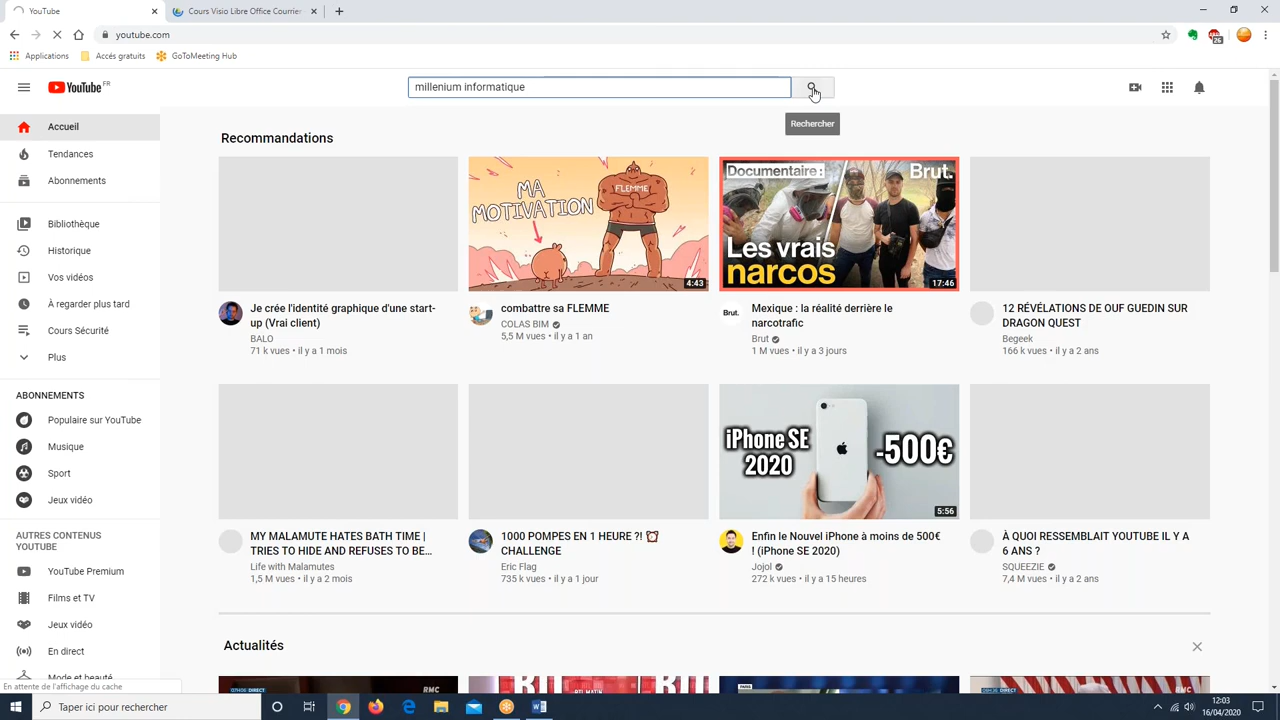 YouTube
Cours Visio Libre Office Courrier
youtube.com
Applications
Accés gratuits
GoToMeeting Hub
YouTube FR
millenium informatique
Rechercher
Accueil
Tendances
Abonnements
Bibliothèque
Historique
Vos vidéos
À regarder plus tard
Cours Sécurité
Plus
ABONNEMENTS
Populaire sur YouTube
Musique
Sport
Jeux vidéo
AUTRES CONTENUS
YOUTUBE
YouTube Premium
Films et TV
Jeux vidéo
En direct
Mode et beauté
En attente de l'affichage du cache
Recommandations
MA
MOTIVATION
FLEMME
4:43
Documentaire :
Brut.
Les vrais
narcos
17:46
Je crée l'identité graphique d'une start-
up (Vrai client)
BALO
71 k vues • il y a 1 mois
combattre sa FLEMME
COLAS BIM
5,5 M vues • il y a 1 an
Brut.
Mexique : la réalité derrière le
narcotrafic
Brut
1 M vues • il y a 3 jours
12 RÉVÉLATIONS DE OUF GUEDIN SUR
DRAGON QUEST
Begeek
166 k vues • il y a 2 ans
iPhone SE
2020
-500€
5:56
MY MALAMUTE HATES BATH TIME |
TRIES TO HIDE AND REFUSES TO BE...
Life with Malamutes
1,5 M vues • il y a 2 mois
1000 POMPES EN 1 HEURE ?! ⏰
CHALLENGE
Eric Flag
735 k vues • il y a 1 jour
Enfin le Nouvel iPhone à moins de 500€
! (iPhone SE 2020)
Jojol
272 k vues • il y a 15 heures
À QUOI RESSEMBLAIT YOUTUBE IL Y A
6 ANS ?
SQUEEZIE
7,4 M vues • il y a 2 ans
Actualités
RMC
RMC
Taper ici pour rechercher
12:03
16/04/2020